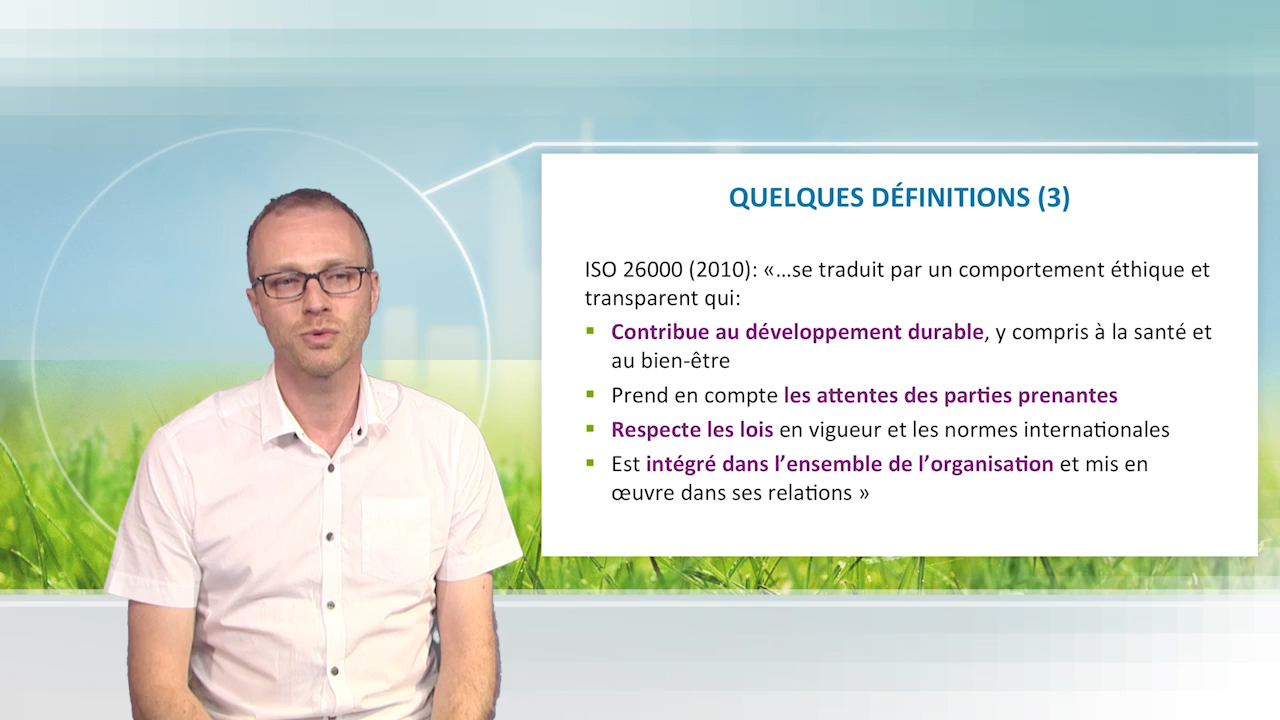 QUELQUES DÉFINITIONS (3)
ISO 26000 (2010): «…se traduit par un comportement éthique et
transparent qui:
Contribue au développement durable, y compris à la santé et
au bien-être
Prend en compte les attentes des parties prenantes
Respecte les lois en vigueur et les normes internationales
Est intégré dans l’ensemble de l’organisation et mis en
œuvre dans ses relations »